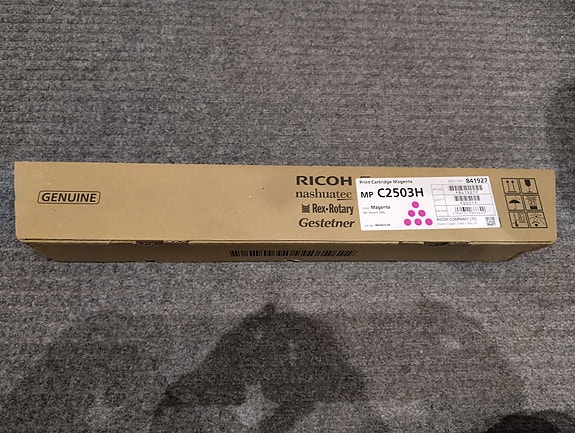 GENUINE
RICOH
nashuatec
Rex-Rotary
Gestetner
Print Cartridge Magenta
841927
MP C2503H
Magenta
RICOH COMPANY, LTD.